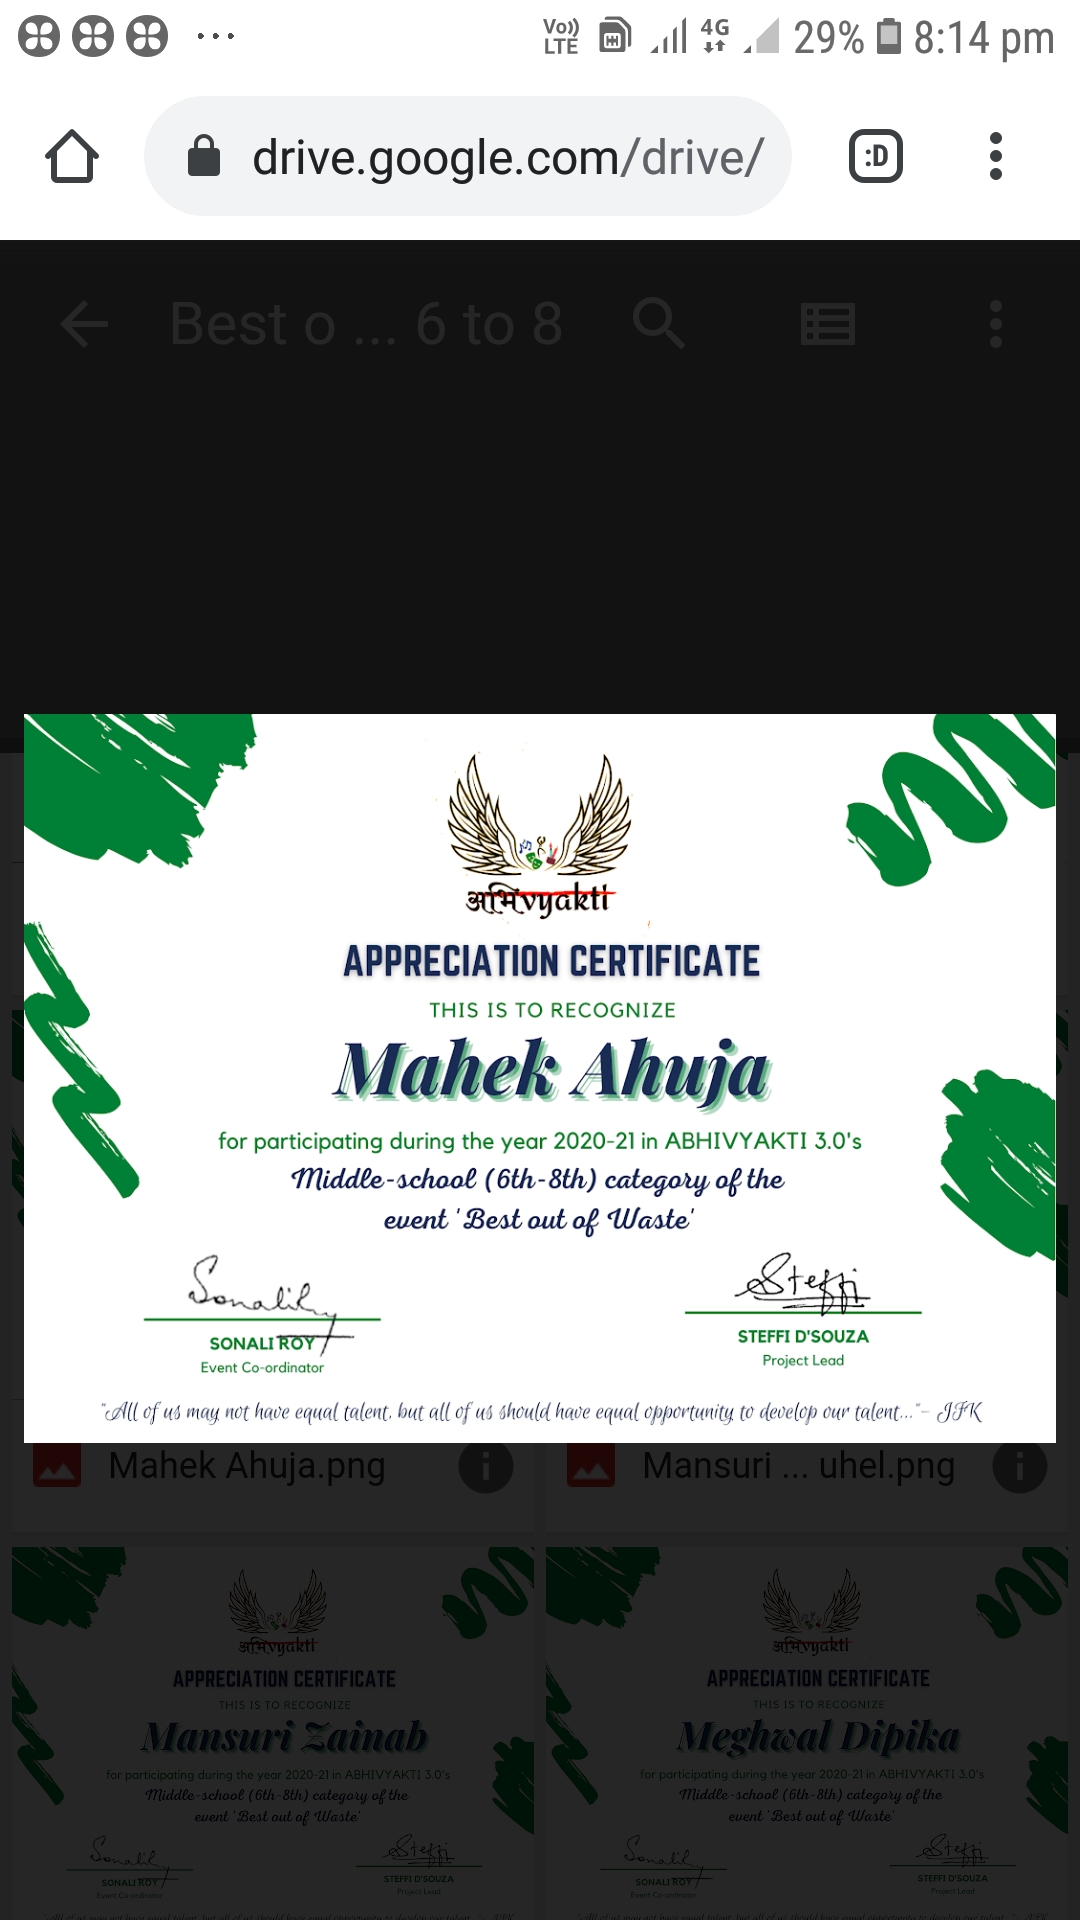 Vo))
LTE
4G
29%
8:14 pm
drive.google.com/drive/
:D
Best o ... 6 to 8
अभिvyakti
APPRECIATION CERTIFICATE
THIS IS TO RECOGNIZE
Mahek Ahuja
for participating during the year 2020-21 in ABHIVYAKTI 3.0's
Middle-school (6th-8th) category of the
event 'Best out of Waste'
Sonali Roy
Steffi
SONALI ROY
STEFFI D'SOUZA
Event Co-ordinator
Project Lead
"All of us may not have equal talent, but all of us should have equal opportunity to develop our talent..."- JFK
Mahek Ahuja.png
Mansuri ... uhel.png
अभिvyakti
APPRECIATION CERTIFICATE
THIS IS TO RECOGNIZE
Mansuri Zainab
for participating during the year 2020-21 in ABHIVYAKTI 3.0's
Middle-school (6th-8th) category of the
event 'Best out of Waste'
Steffi
SONALI ROY
STEFFI D'SOUZA
Event Co-ordinator
Project Lead
अभिvyakti
APPRECIATION CERTIFICATE
THIS IS TO RECOGNIZE
Meghwal Dipika
for participating during the year 2020-21 in ABHIVYAKTI 3.0's
Middle-school (6th-8th) category of the
event 'Best out of Waste'
Steffi
SONALI ROY
STEFFI D'SOUZA
Event Co-ordinator
Project Lead